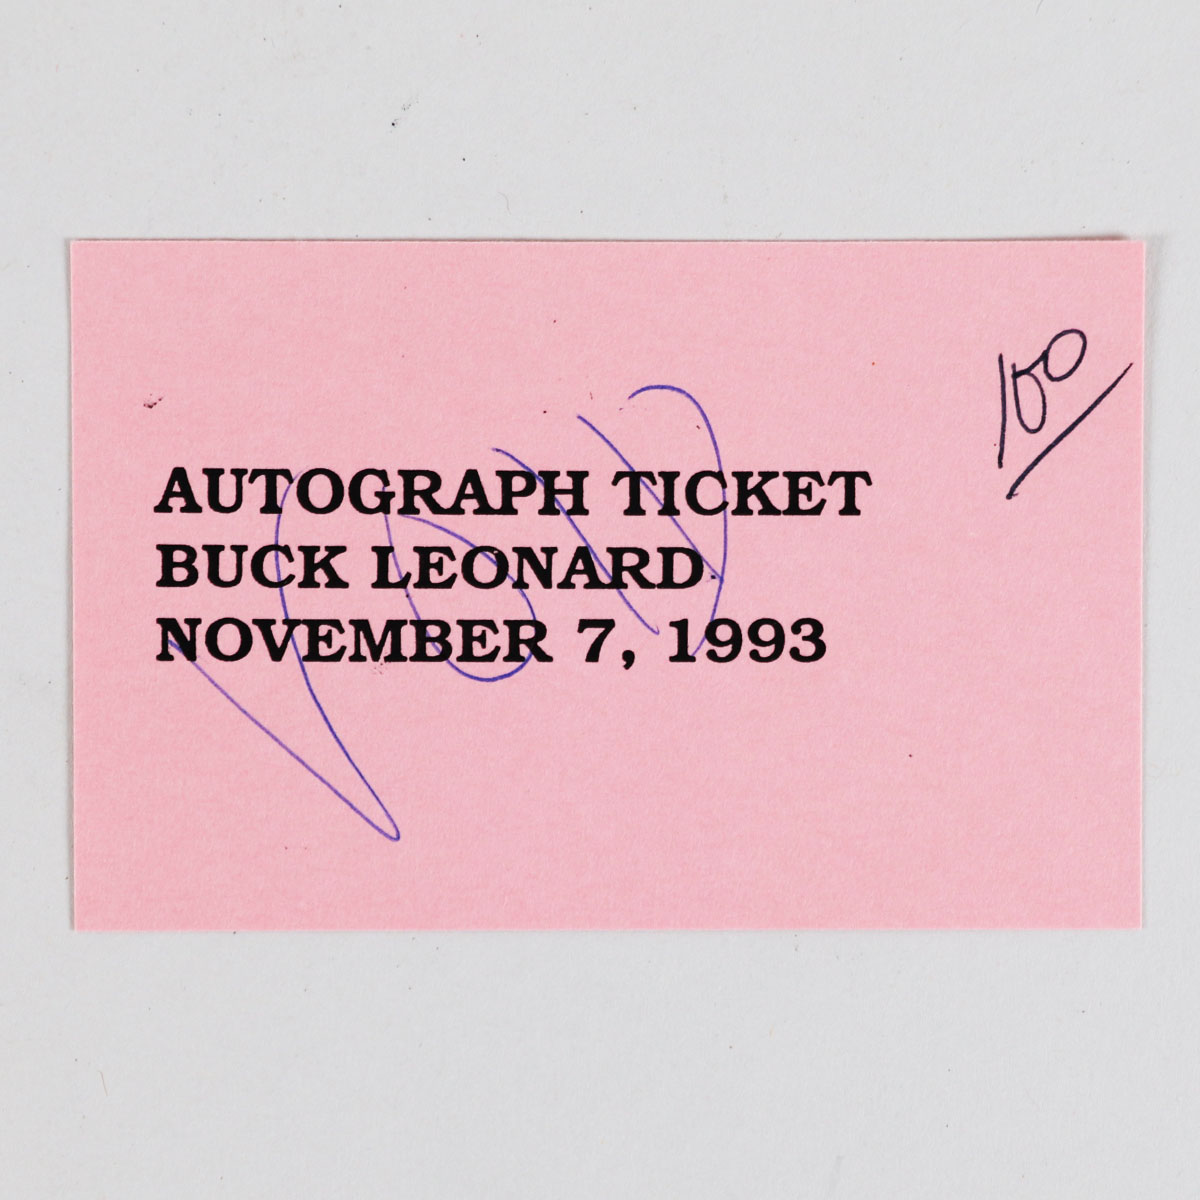 100
AUTOGRAPH TICKET
BUCK LEONARD
NOVEMBER 7, 1993